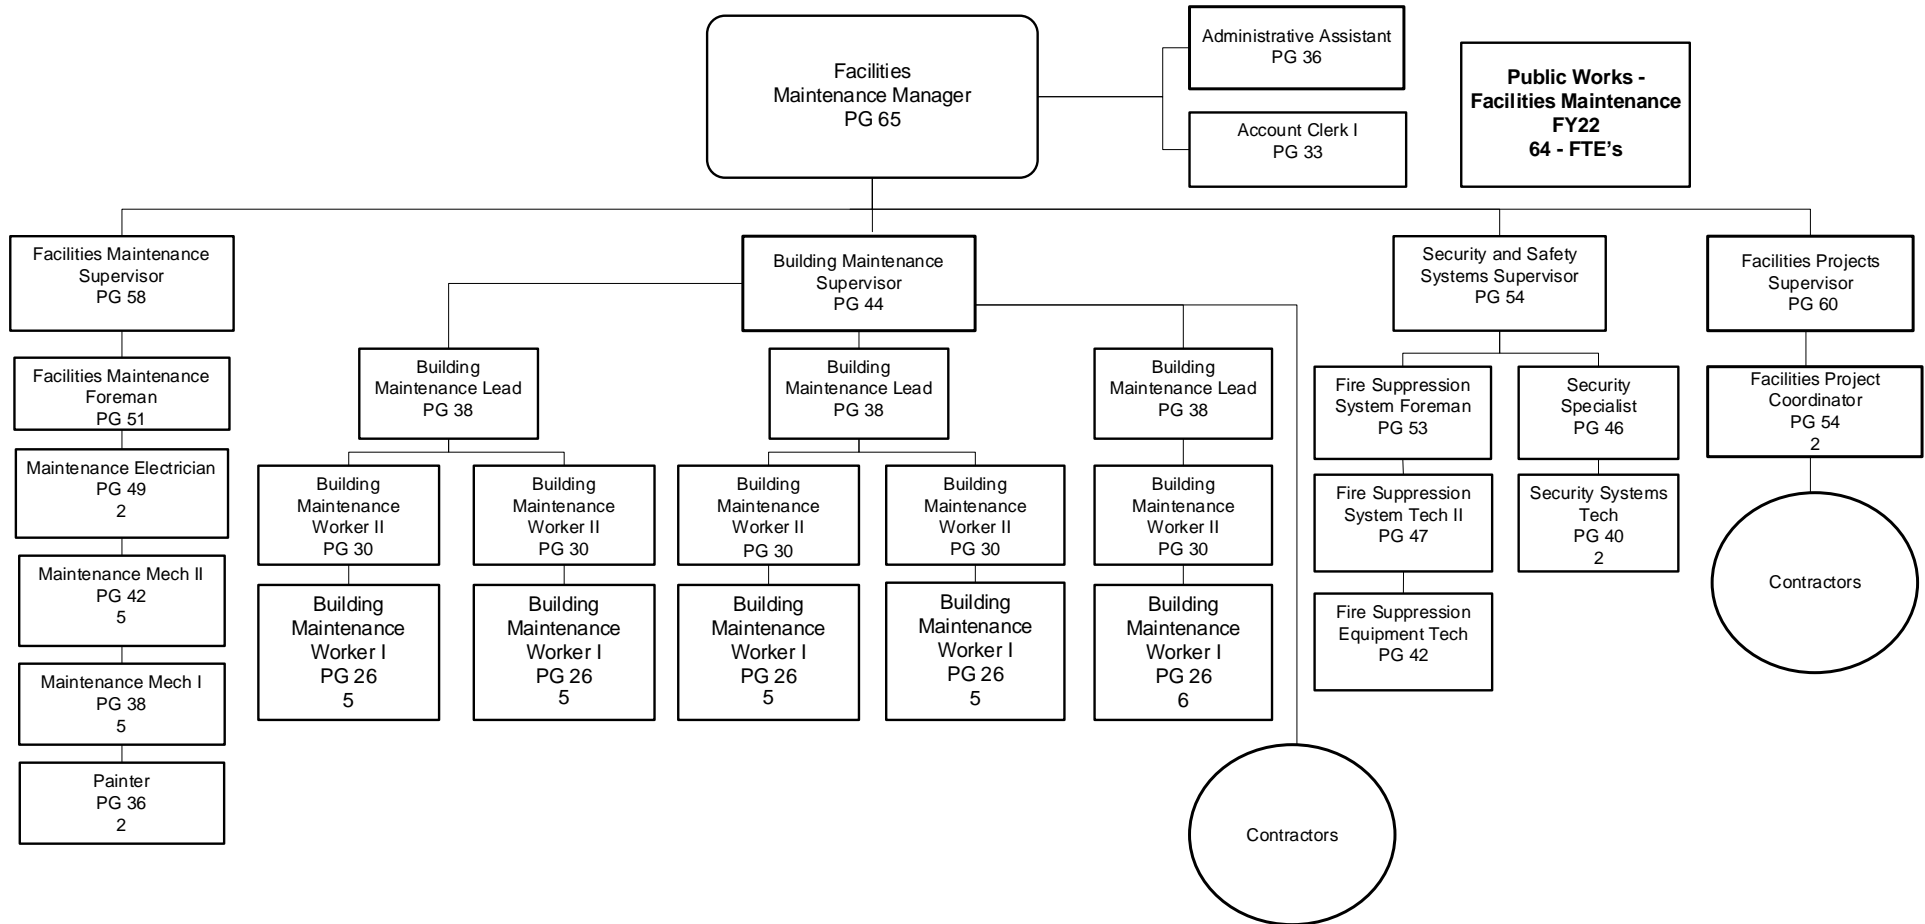 Facilities
Maintenance Manager
PG 65
Administrative Assistant
PG 36
Account Clerk I
PG 33
Public Works -
Facilities Maintenance
FY22
64 - FTE's
Facilities Maintenance
Supervisor
PG 58
Facilities Maintenance
Foreman
PG 51
Maintenance Electrician
PG 49
2
Maintenance Mech II
PG 42
5
Maintenance Mech I
PG 38
5
Painter
PG 36
2
Building Maintenance
Supervisor
PG 44
Building
Maintenance Lead
PG 38
Building
Maintenance
Worker II
PG 30
Building
Maintenance
Worker I
PG 26
5
Building
Maintenance
Worker II
PG 30
Building
Maintenance
Worker I
PG 26
5
Building
Maintenance Lead
PG 38
Building
Maintenance
Worker II
PG 30
Building
Maintenance
Worker I
PG 26
5
Building
Maintenance
Worker II
PG 30
Building
Maintenance
Worker I
PG 26
5
Building
Maintenance Lead
PG 38
Building
Maintenance
Worker II
PG 30
Building
Maintenance
Worker I
PG 26
6
Contractors
Security and Safety
Systems Supervisor
PG 54
Fire Suppression
System Foreman
PG 53
Fire Suppression
System Tech II
PG 47
Fire Suppression
Equipment Tech
PG 42
Security
Specialist
PG 46
Security Systems
Tech
PG 40
2
Facilities Projects
Supervisor
PG 60
Facilities Project
Coordinator
PG 54
2
Contractors